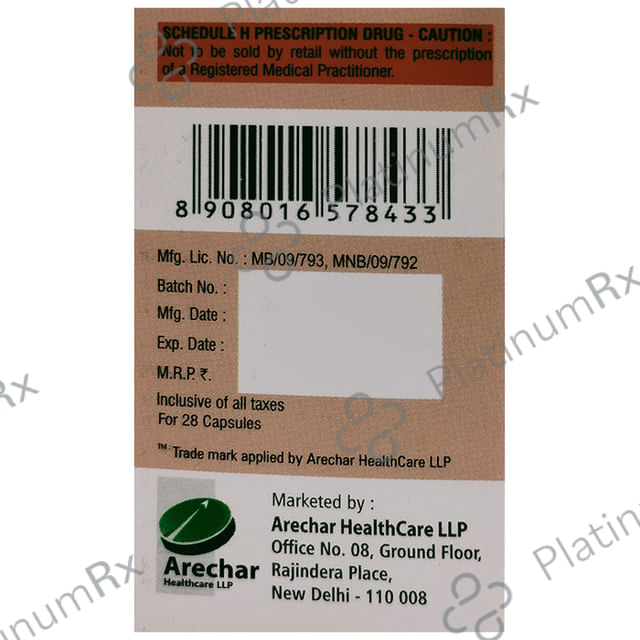 SCHEDULE H PRESCRIPTION DRUG - CAUTION :
Not to be sold by retail without the prescription
of a Registered Medical Practitioner.
8 908016 578433
Mfg. Lic. No. : MB/09/793, MNB/09/792
Batch No. :
Mfg. Date :
Exp. Date :
M.R.P. ₹.
Inclusive of all taxes
For 28 Capsules
™ Trade mark applied by Arechar HealthCare LLP
Marketed by :
Arechar HealthCare LLP
Office No. 08, Ground Floor,
Rajindera Place,
New Delhi - 110 008
Arechar
Healthcare LLP
PlatinumRx
PlatinumRx
PlatinumRx
inumRx
Rx